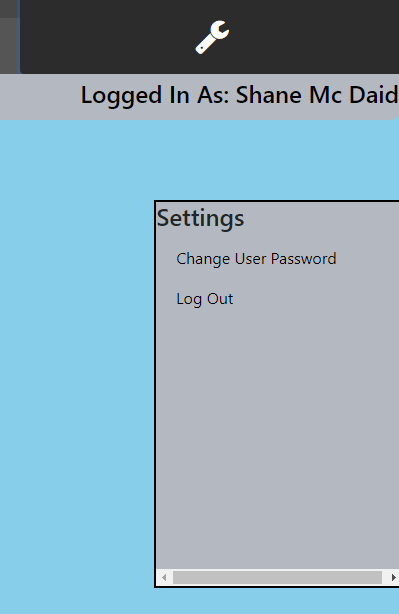 Logged In As: Shane Mc Daid
Settings
Change User Password
Log Out